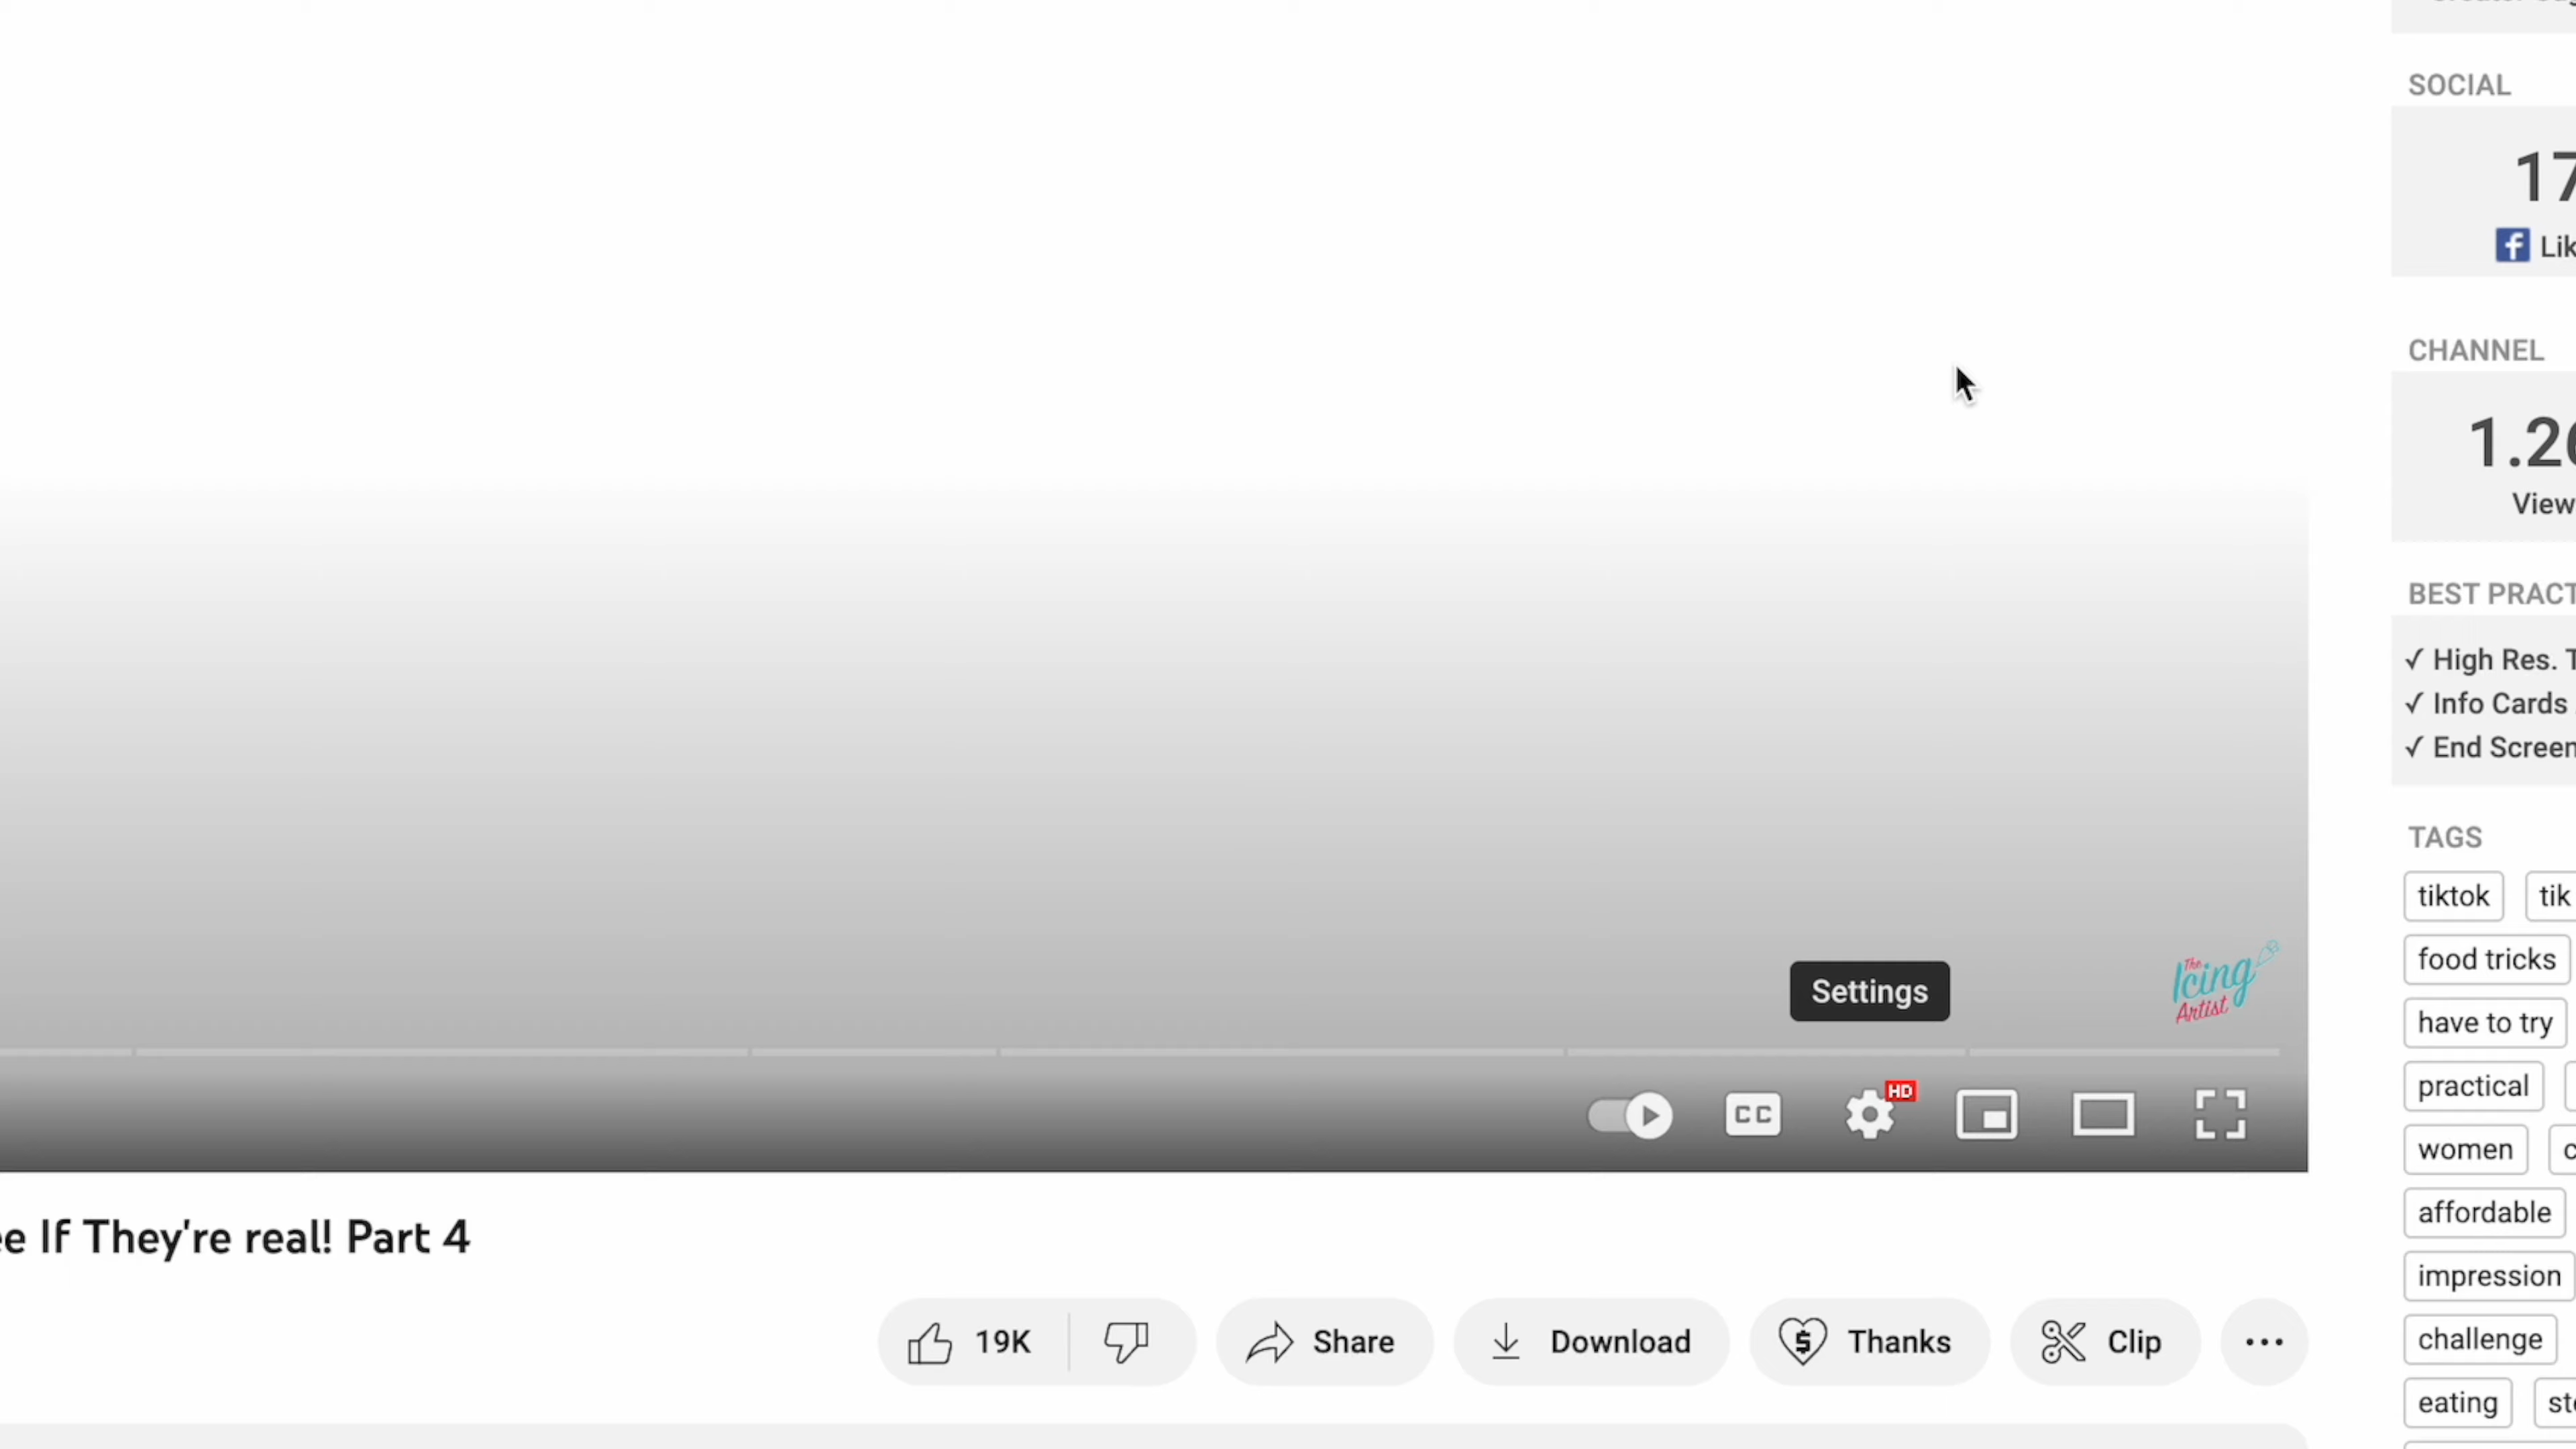 SOCIAL
17
Lik
CHANNEL
1.2
View
BEST PRACT
✓ High Res. T
✓ Info Cards
✓ End Screen
TAGS
tiktok tik
food tricks
have to try
practical
women c
affordable
impression
challenge
eating st
Settings
The
Icing
Artist
CC
HD
If They're real! Part 4
19K Share Download Thanks Clip ...